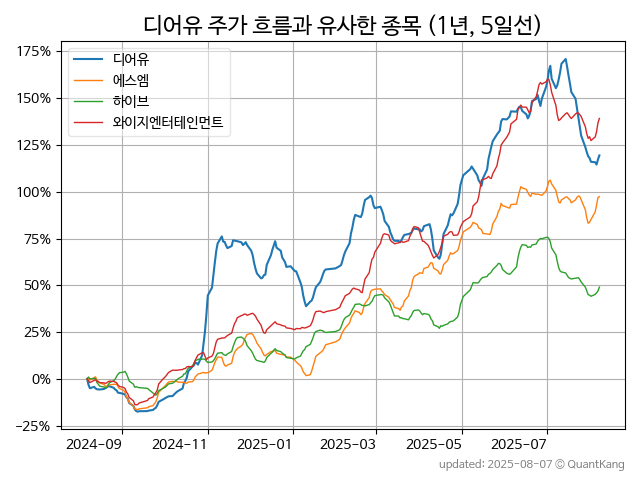 디어유 주가 흐름과 유사한 종목 (1년, 5일선)
디어유
에스엠
하이브
와이지엔터테인먼트
175%
150%
125%
100%
75%
50%
25%
0%
−25%
2024-09 2024-11 2025-01 2025-03 2025-05 2025-07
updated: 2025-08-07 © QuantKang